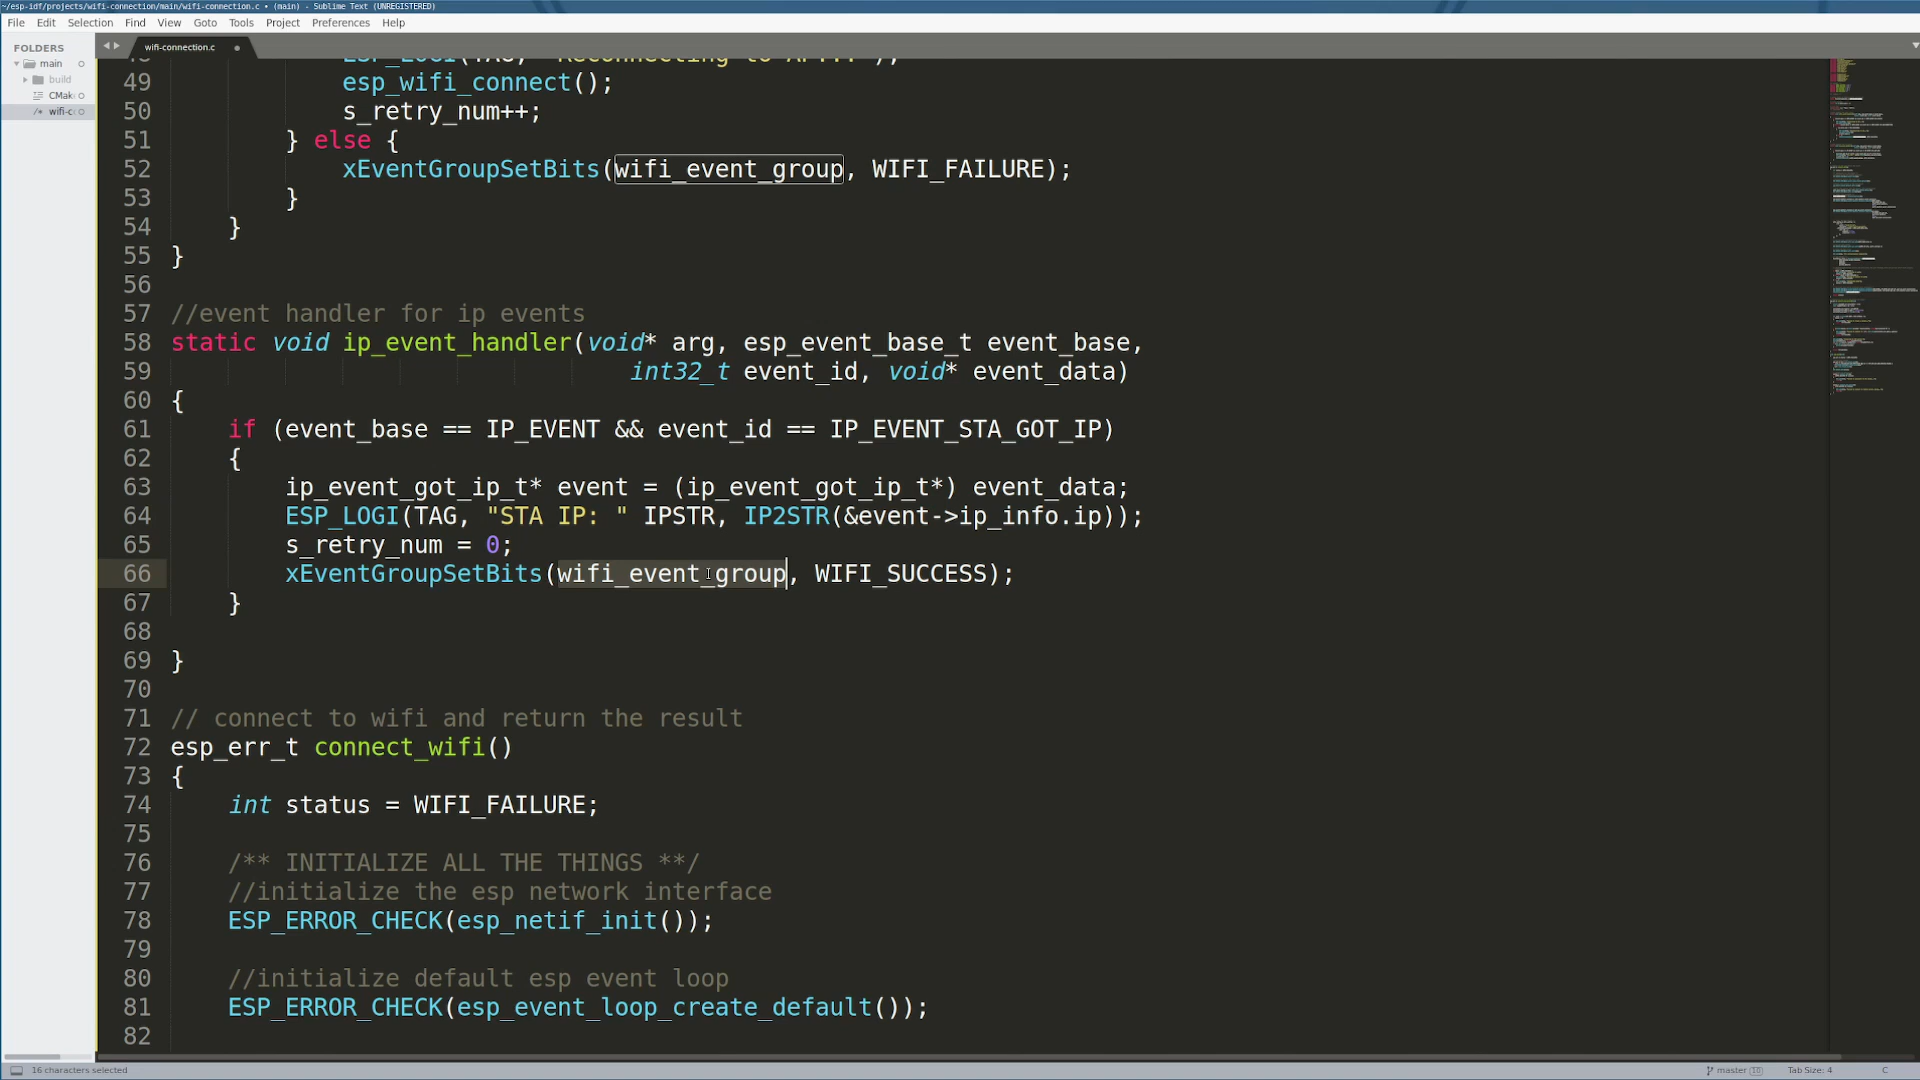 ~/esp-idf/projects/wifi-connection/main/wifi-connection.c • (main) - Sublime Text (UNREGISTERED)
File Edit Selection Find View Goto Tools Project Preferences Help
FOLDERS
main
build
CMak
wifi-c
wifi-connection.c
49 esp_wifi_connect();
50 s_retry_num++;
51 } else {
52 xEventGroupSetBits(wifi_event_group, WIFI_FAILURE);
53 }
54 }
55 }
56
57 //event handler for ip events
58 static void ip_event_handler(void* arg, esp_event_base_t event_base,
59 int32_t event_id, void* event_data)
60 {
61 if (event_base == IP_EVENT && event_id == IP_EVENT_STA_GOT_IP)
62 {
63 ip_event_got_ip_t* event = (ip_event_got_ip_t*) event_data;
64 ESP_LOGI(TAG, "STA IP: " IPSTR, IP2STR(&event->ip_info.ip));
65 s_retry_num = 0;
66 xEventGroupSetBits(wifi_event_group, WIFI_SUCCESS);
67 }
68
69 }
70
71 // connect to wifi and return the result
72 esp_err_t connect_wifi()
73 {
74 int status = WIFI_FAILURE;
75
76 /** INITIALIZE ALL THE THINGS **/
77 //initialize the esp network interface
78 ESP_ERROR_CHECK(esp_netif_init());
79
80 //initialize default esp event loop
81 ESP_ERROR_CHECK(esp_event_loop_create_default());
82
16 characters selected
master 10
Tab Size: 4
C